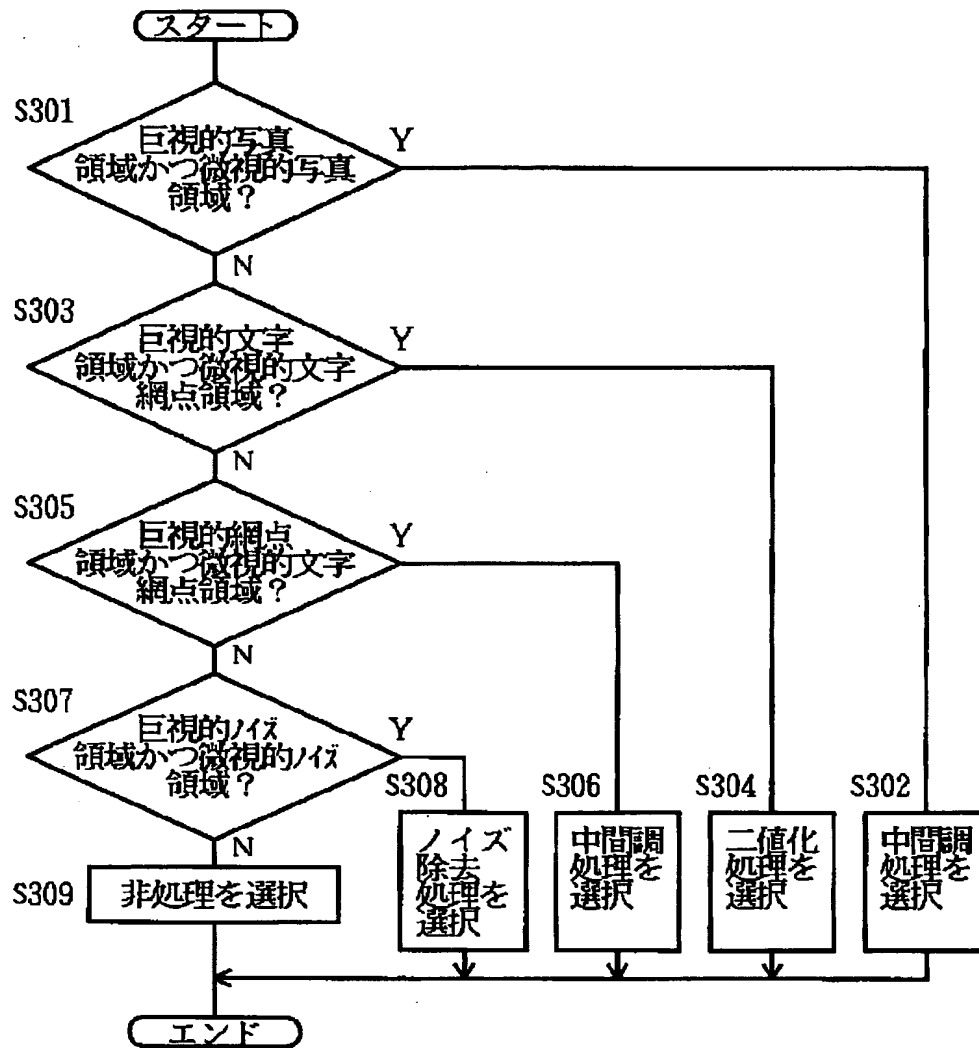 スタート
S301
巨視的写真
領域かつ微視的写真
領域？
Y
N
S303
巨視的文字
領域かつ微視的文字
網点領域？
Y
N
S305
巨視的網点
領域かつ微視的文字
網点領域？
Y
N
S307
巨視的ノイズ
領域かつ微視的ノイズ
領域？
Y
N
S308
ノイズ
除去
処理を
選択
S306
中間調
処理を
選択
S304
二値化
処理を
選択
S302
中間調
処理を
選択
S309
非処理を選択
エンド